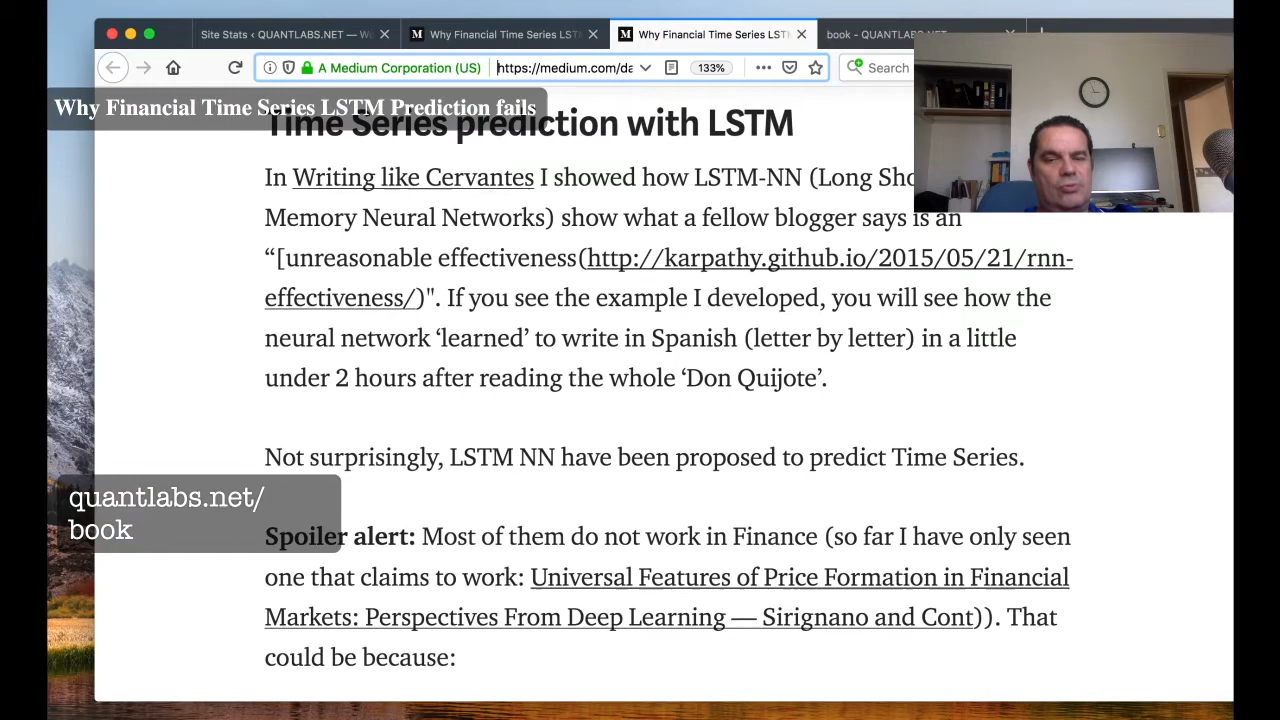 Site Stats ‹ QUANTLABS.NET — Wo
Why Financial Time Series LSTM
Why Financial Time Series LSTM
book - QUANTLABS.NET
A Medium Corporation (US)
https://medium.com/da
133%
Search
Why Financial Time Series LSTM Prediction fails
Time Series prediction with LSTM
In Writing like Cervantes I showed how LSTM-NN (Long Sho
Memory Neural Networks) show what a fellow blogger says is an
“[unreasonable effectiveness(http://karpathy.github.io/2015/05/21/rnn-
effectiveness/)". If you see the example I developed, you will see how the
neural network ‘learned’ to write in Spanish (letter by letter) in a little
under 2 hours after reading the whole ‘Don Quijote’.
Not surprisingly, LSTM NN have been proposed to predict Time Series.
quantlabs.net/
book
Spoiler alert: Most of them do not work in Finance (so far I have only seen
one that claims to work: Universal Features of Price Formation in Financial
Markets: Perspectives From Deep Learning — Sirignano and Cont)). That
could be because: